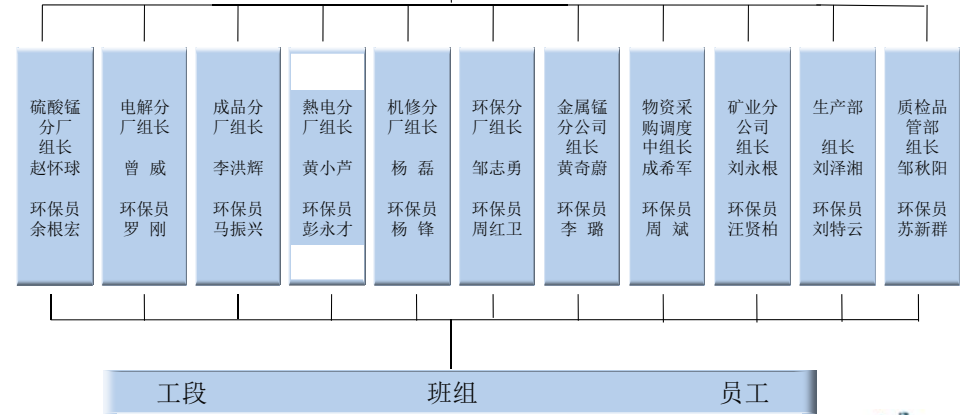 硫酸锰
分厂
组长
赵怀球
环保员
余根宏
电解分
厂组长
曾 威
环保员
罗 刚
成品分
厂组长
李洪辉
环保员
马振兴
熱电分
厂组长
黄小芦
环保员
彭永才
机修分
厂组长
杨 磊
环保员
杨 锋
环保分
厂组长
邹志勇
环保员
周红卫
金属锰
分公司
组长
黄奇蔚
环保员
李 璐
物资采
购调度
中组长
成希军
环保员
周 斌
矿业分
公司
组长
刘永根
环保员
汪贤柏
生产部
组长
刘泽湘
环保员
刘特云
质检品
管部
组长
邹秋阳
环保员
苏新群
工段 班组 员工